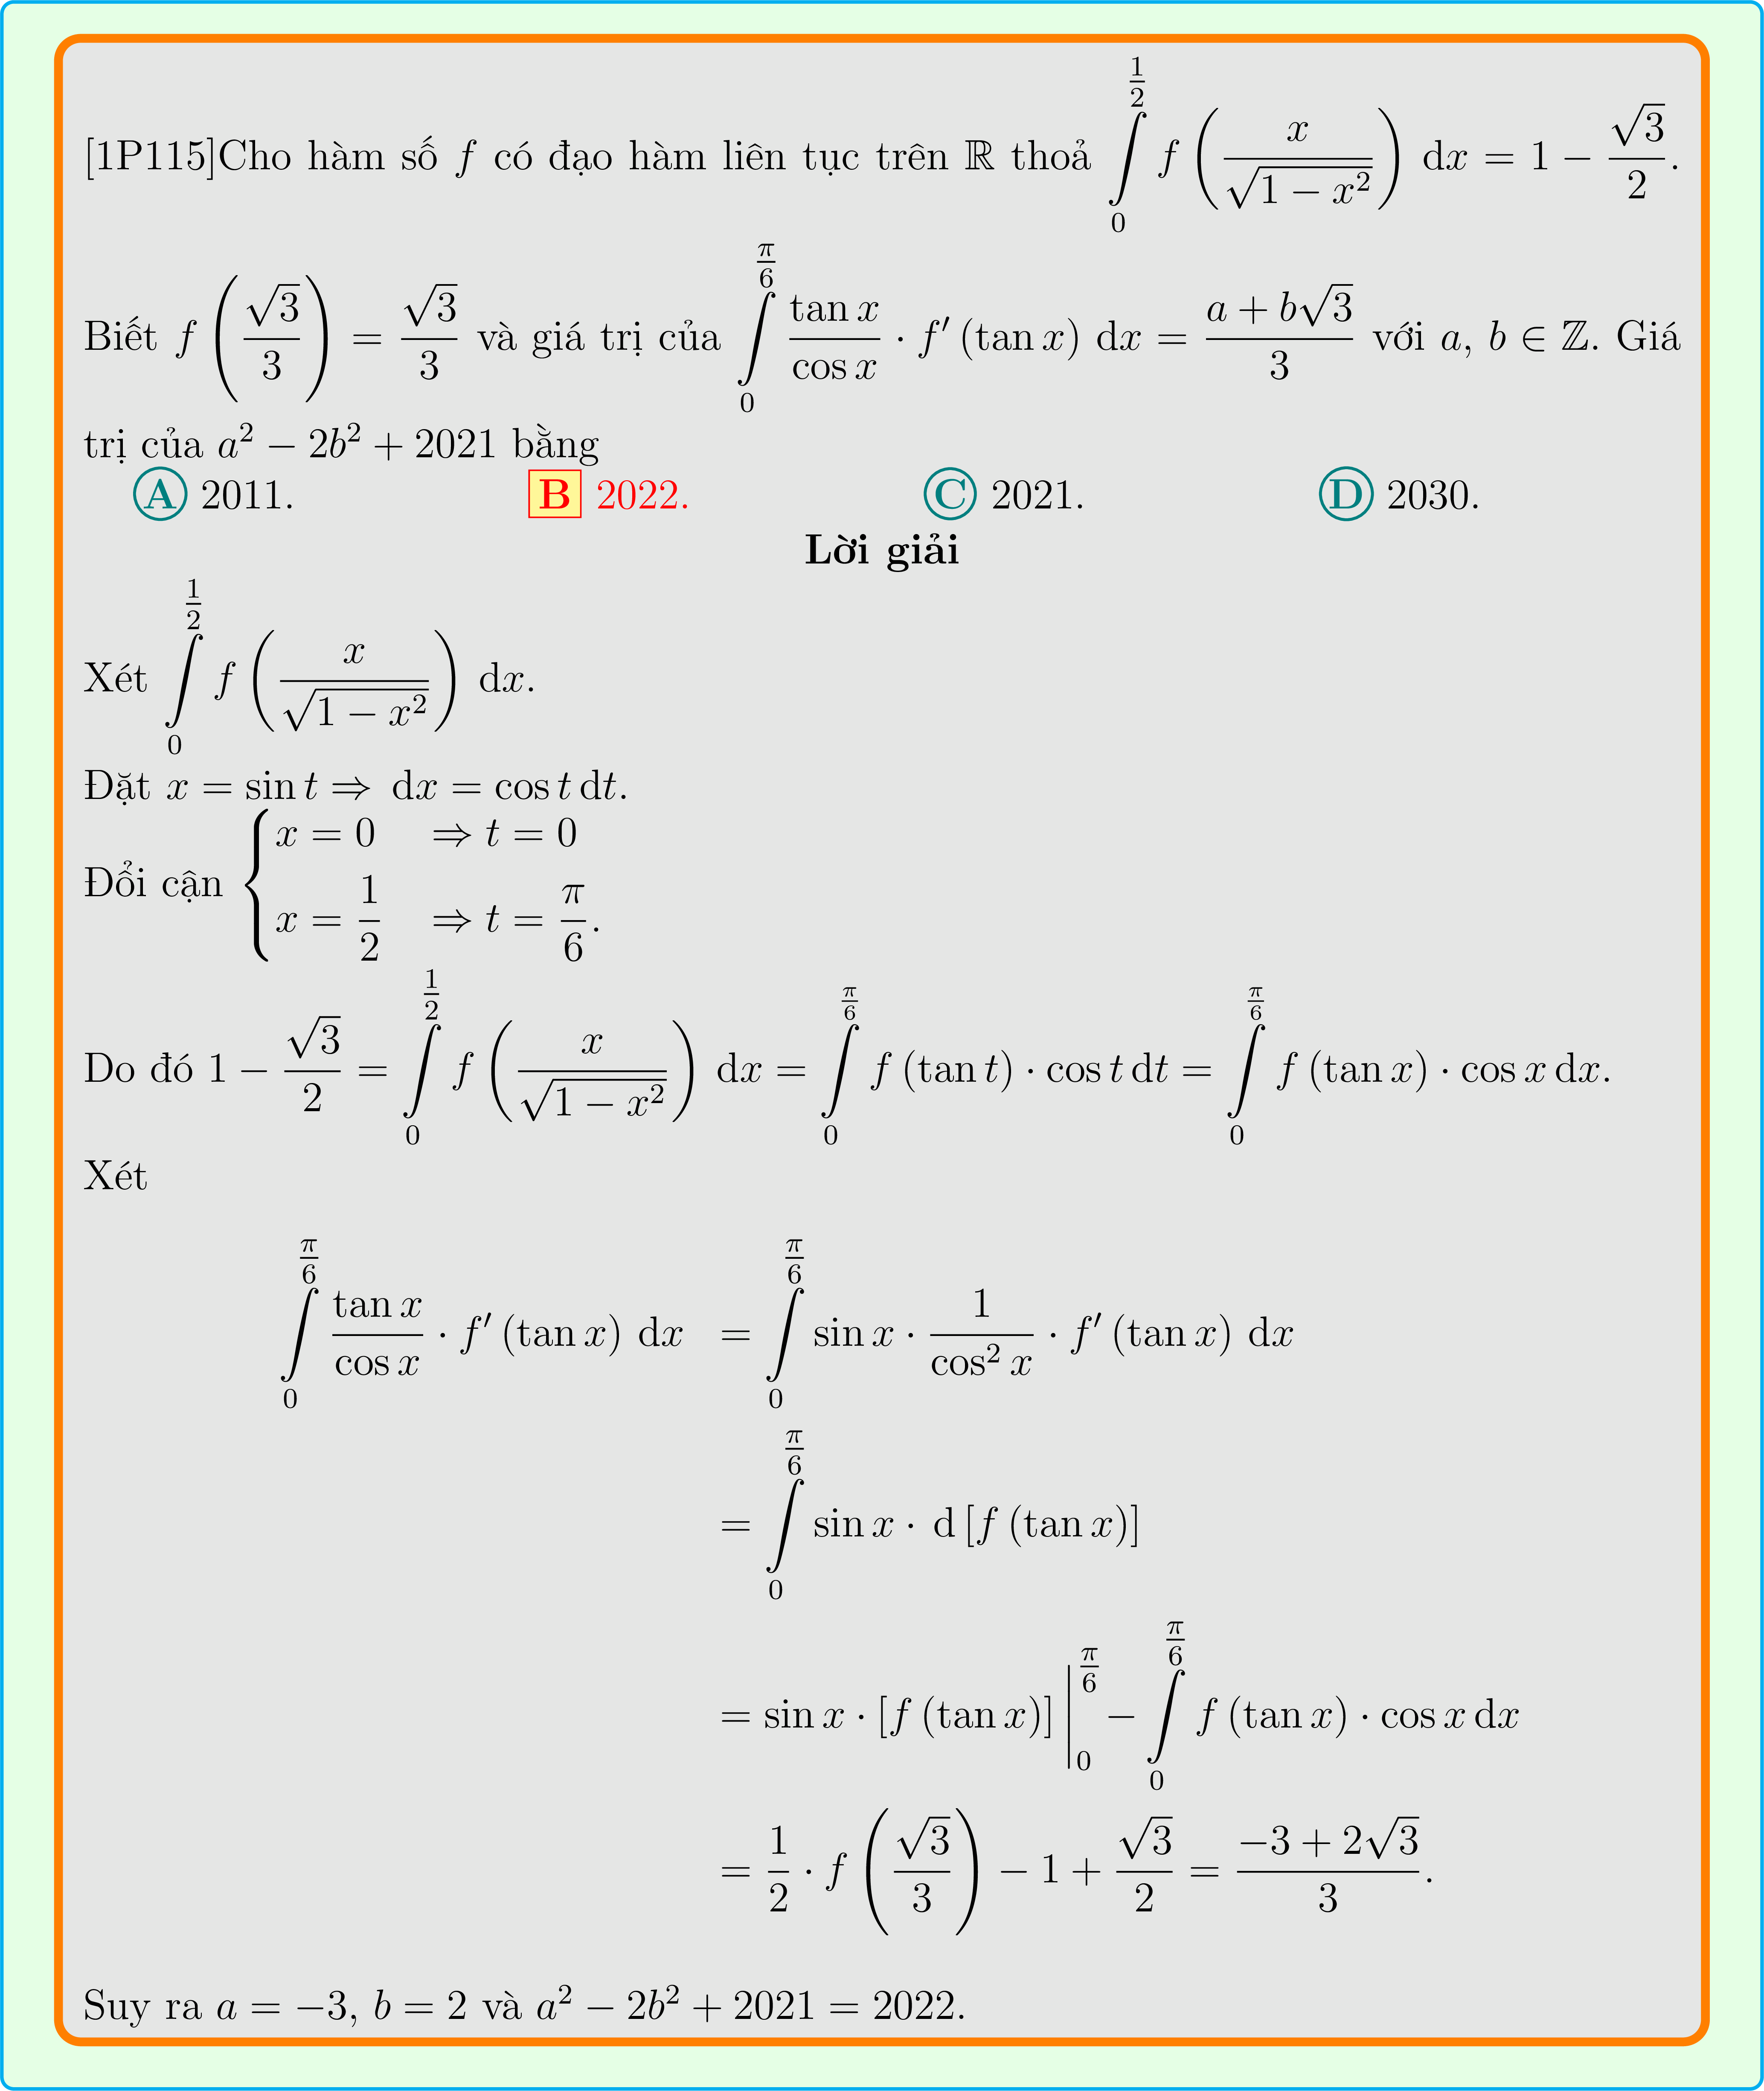 [1P115]Cho hàm số $f$ có đạo hàm liên tục trên $\mathbb{R}$ thoả $\int\limits_0^{\frac{1}{2}} f\left(\frac{x}{\sqrt{1-x^2}}\right) \mathrm{d}x = 1 - \frac{\sqrt{3}}{2}$.
Biết $f\left(\frac{\sqrt{3}}{3}\right) = \frac{\sqrt{3}}{3}$ và giá trị của $\int\limits_0^{\frac{\pi}{6}} \frac{\tan x}{\cos x} \cdot f'(\tan x) \mathrm{d}x = \frac{a+b\sqrt{3}}{3}$ với $a, b \in \mathbb{Z}$. Giá
trị của $a^2 - 2b^2 + 2021$ bằng
A 2011. B 2022. C 2021. D 2030.
Lời giải
Xét $\int\limits_0^{\frac{1}{2}} f\left(\frac{x}{\sqrt{1-x^2}}\right) \mathrm{d}x$.
Đặt $x = \sin t \Rightarrow \mathrm{d}x = \cos t \, \mathrm{d}t$.
Đổi cận $\begin{cases} x = 0 & \Rightarrow t = 0 \\ x = \frac{1}{2} & \Rightarrow t = \frac{\pi}{6}. \end{cases}$
Do đó $1 - \frac{\sqrt{3}}{2} = \int\limits_0^{\frac{1}{2}} f\left(\frac{x}{\sqrt{1-x^2}}\right) \mathrm{d}x = \int\limits_0^{\frac{\pi}{6}} f(\tan t) \cdot \cos t \, \mathrm{d}t = \int\limits_0^{\frac{\pi}{6}} f(\tan x) \cdot \cos x \, \mathrm{d}x$.
Xét
$\int\limits_0^{\frac{\pi}{6}} \frac{\tan x}{\cos x} \cdot f'(\tan x) \mathrm{d}x = \int\limits_0^{\frac{\pi}{6}} \sin x \cdot \frac{1}{\cos^2 x} \cdot f'(\tan x) \mathrm{d}x$
$= \int\limits_0^{\frac{\pi}{6}} \sin x \cdot \mathrm{d}[f(\tan x)]$
$= \sin x \cdot [f(\tan x)] \Big|_0^{\frac{\pi}{6}} - \int\limits_0^{\frac{\pi}{6}} f(\tan x) \cdot \cos x \, \mathrm{d}x$
$= \frac{1}{2} \cdot f\left(\frac{\sqrt{3}}{3}\right) - 1 + \frac{\sqrt{3}}{2} = \frac{-3+2\sqrt{3}}{3}$.
Suy ra $a = -3$, $b = 2$ và $a^2 - 2b^2 + 2021 = 2022$.